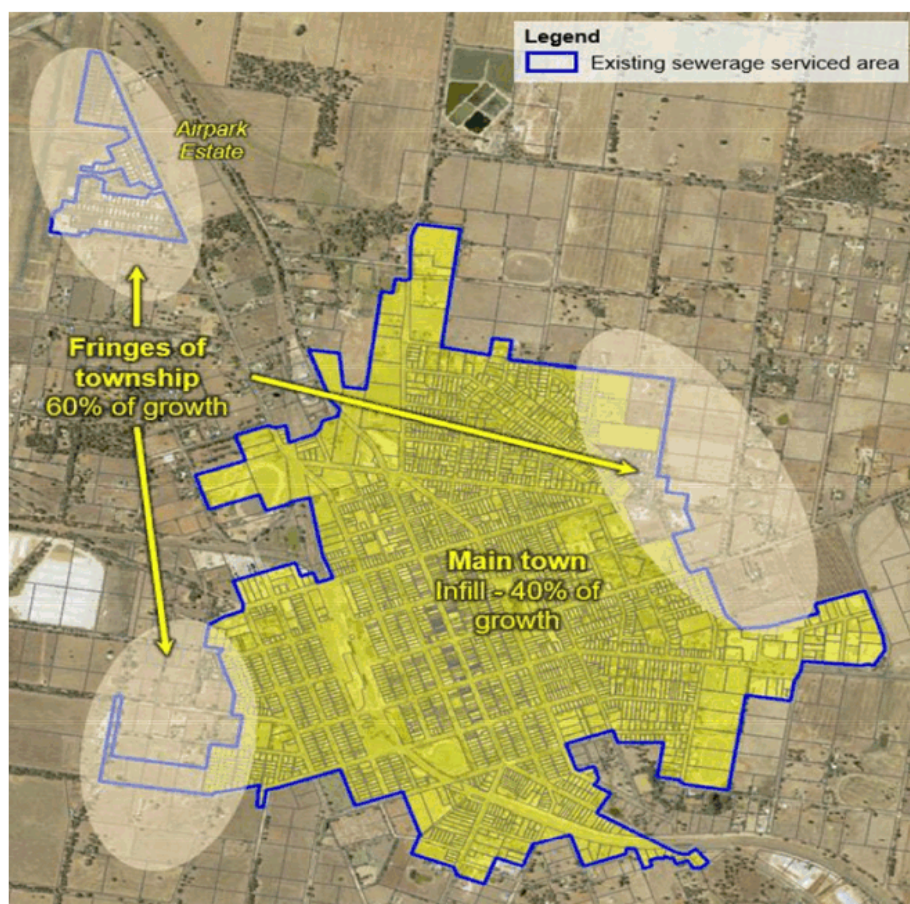 Legend
Existing sewerage serviced area
Airpark
Estate
Fringes of
township
60% of growth
Main town
Infill - 40% of
growth